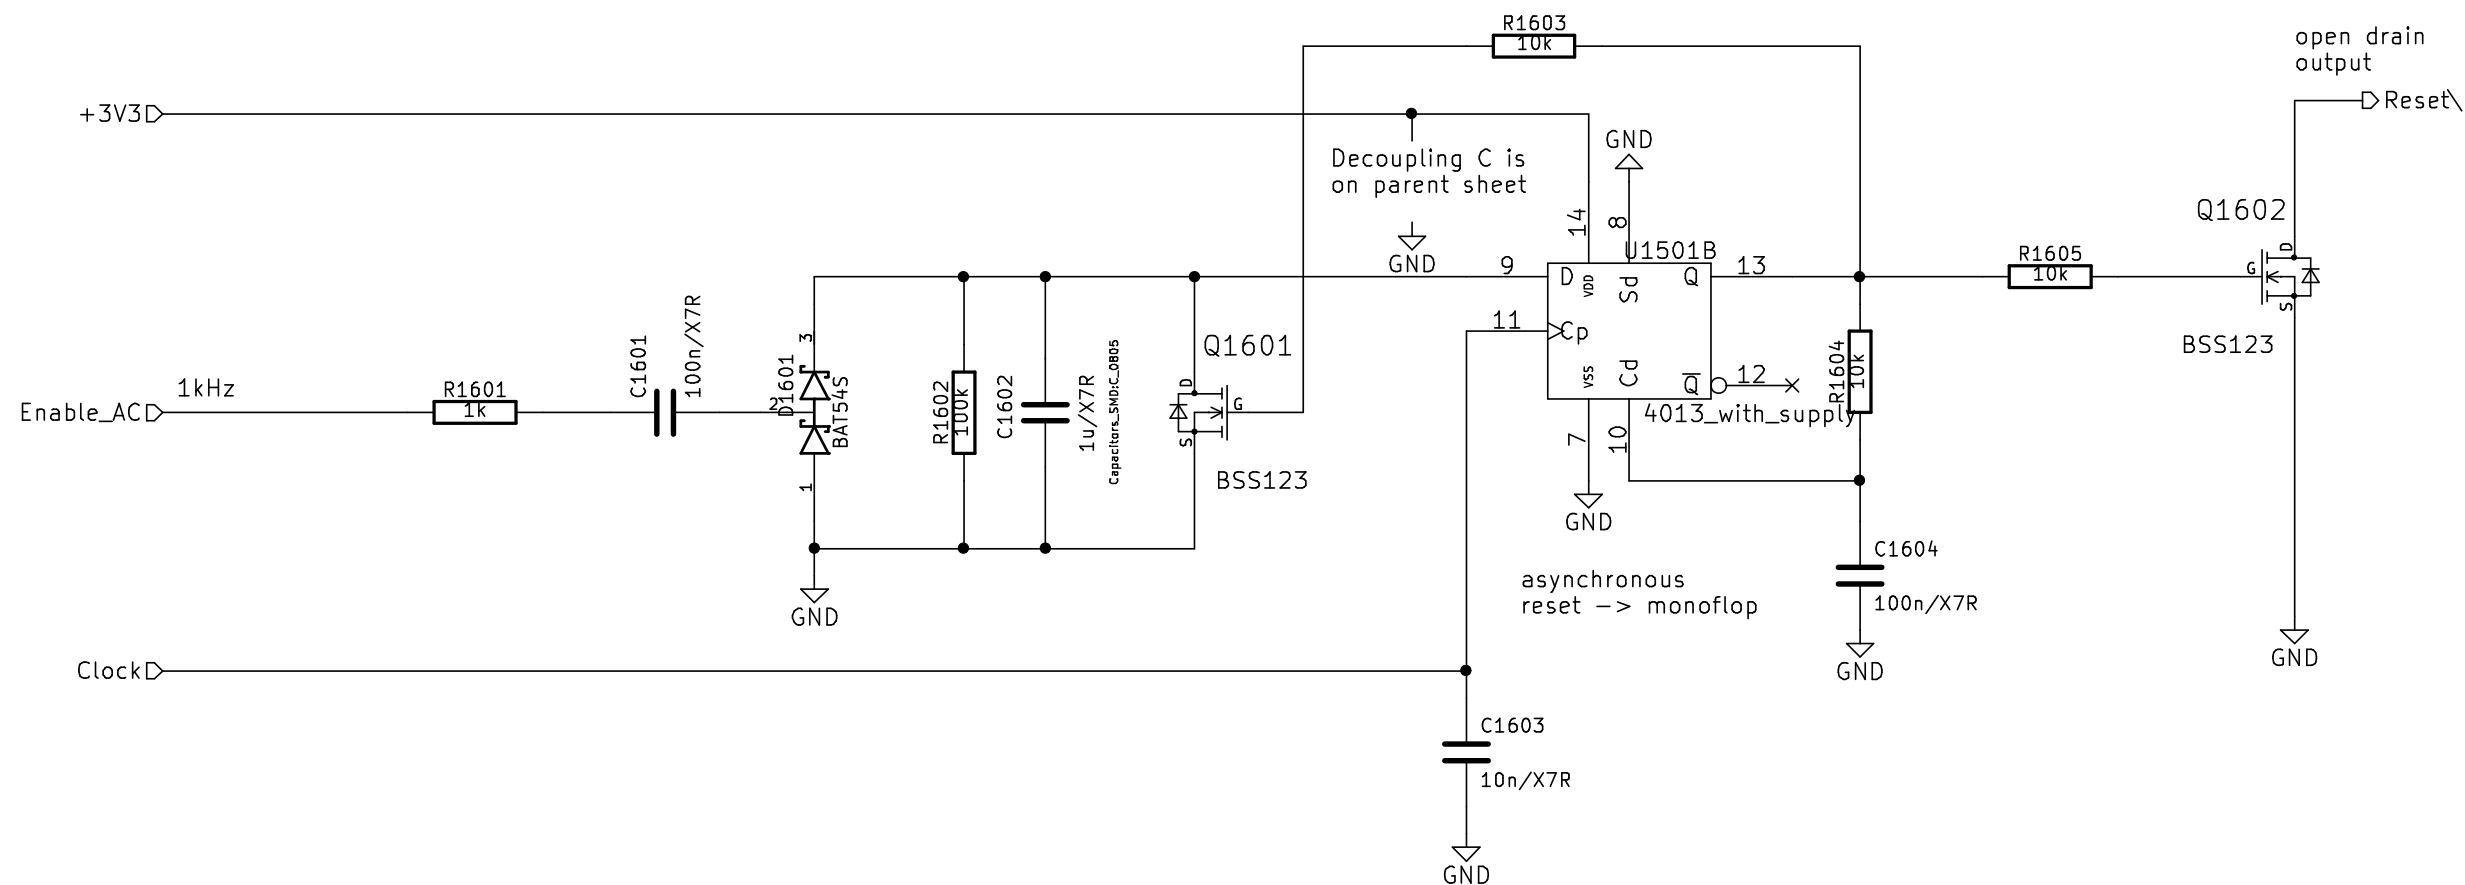 R1603
10k
open drain
output
Reset\
+3V3
GND
Decoupling C is
on parent sheet
GND
14
8
U1501B
Q1602
D
G
S
BSS123
R1605
10k
9
D
VDD
Sd
Q
13
11
Cp
VSS
Cd
Q
12
4013_with_supply
R1604
10k
7
10
GND
1kHz
Enable_AC
R1601
1k
C1601
100n/X7R
3
2
1
D1601
BAT54S
R1602
100k
C1602
1u/X7R
Capacitors_SMD:C_0805
Q1601
D
G
S
BSS123
GND
asynchronous
reset -> monoflop
C1604
100n/X7R
GND
GND
Clock
C1603
10n/X7R
GND